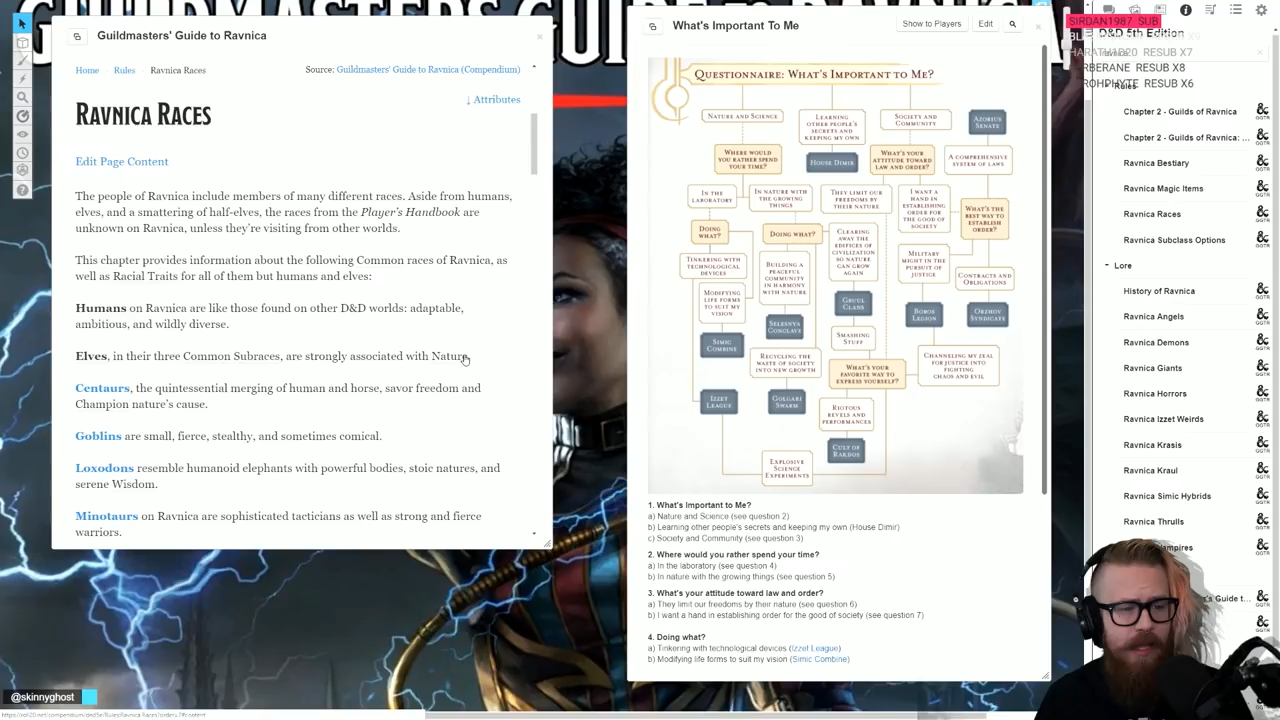 Guildmasters' Guide to Ravnica
Home
Rules
Ravnica Races
Source: Guildmasters' Guide to Ravnica (Compendium)
↓ Attributes
RAVNICA RACES
Edit Page Content
The people of Ravnica include members of many different races. Aside from humans,
elves, and a smattering of half-elves, the races from the Player's Handbook are
unknown on Ravnica, unless they're visiting from other worlds.
This chapter provides information about the following Common races of Ravnica, as
well as Racial Traits for all of them but humans and elves:
Humans on Ravnica are like those found on other D&D worlds: adaptable,
ambitious, and wildly diverse.
Elves, in their three Common Subraces, are strongly associated with Nature
Centaurs, the quintessential merging of human and horse, savor freedom and
Champion nature's cause.
Goblins are small, fierce, stealthy, and sometimes comical.
Loxodons resemble humanoid elephants with powerful bodies, stoic natures, and
serene Wisdom.
Minotaurs on Ravnica are sophisticated tacticians as well as strong and fierce
warriors.
@skinnyghost
What's Important To Me
Show to Players
Edit
QUESTIONNAIRE: WHAT'S IMPORTANT TO ME?
NATURE AND SCIENCE
LEARNING
OTHER PEOPLE'S
SECRETS AND
KEEPING MY OWN
SOCIETY AND
COMMUNITY
AZORIUS
SENATE
WHERE WOULD
YOU RATHER SPEND
YOUR TIME?
HOUSE DIMIR
WHAT'S YOUR
ATTITUDE TOWARD
LAW AND ORDER?
A COMPREHENSIVE
SYSTEM OF LAWS
IN THE
LABORATORY
IN NATURE WITH
THE GROWING
THINGS
THEY LIMIT OUR
FREEDOMS BY
THEIR NATURE
I WANT A
HAND IN
ESTABLISHING
ORDER FOR
THE GOOD OF
SOCIETY
WHAT'S THE
BEST WAY TO
ESTABLISH
ORDER?
DOING
WHAT?
DOING WHAT?
CLEARING
AWAY THE
EDIFICES OF
CIVILIZATION
SO NATURE
CAN GROW
AGAIN
TINKERING WITH
TECHNOLOGICAL
DEVICES
BUILDING A
PEACEFUL
COMMUNITY
IN HARMONY
WITH NATURE
MILITARY
MIGHT IN THE
PURSUIT OF
JUSTICE
CONTRACTS AND
OBLIGATIONS
MODIFYING
LIFE FORMS
TO SUIT MY
VISION
GRUUL
CLANS
BOROS
LEGION
ORZHOV
SYNDICATE
SELESNYA
CONCLAVE
SIMIC
COMBINE
SMASHING
STUFF
RECYCLING THE
WASTE OF SOCIETY
INTO NEW GROWTH
WHAT'S YOUR
FAVORITE WAY TO
EXPRESS YOURSELF?
CHANNELING MY ZEAL
FOR JUSTICE INTO
FIGHTING
CHAOS AND EVIL
IZZET
LEAGUE
GOLGARI
SWARM
RIOTOUS
REVELS AND
PERFORMANCES
CULT OF
RAKDOS
EXPLOSIVE
SCIENCE
EXPERIMENTS
1. What's Important to Me?
a) Nature and Science (see question 2)
b) Learning other people's secrets and keeping my own (House Dimir)
c) Society and Community (see question 3)
2. Where would you rather spend your time?
a) In the laboratory (see question 4)
b) In nature with the growing things (see question 5)
3. What's your attitude toward law and order?
a) They limit our freedoms by their nature (see question 6)
b) I want a hand in establishing order for the good of society (see question 7)
4. Doing what?
a) Tinkering with technological devices (Izzet League)
b) Modifying life forms to suit my vision (Simic Combine)
SIRDAN1987 SUB
D&D 5th Edition
RESUB X7
RESUB X8
RESUB X6
Rules
Chapter 2 - Guilds of Ravnica
Chapter 2 - Guilds of Ravnica: ...
Ravnica Bestiary
Ravnica Magic Items
Ravnica Races
Ravnica Subclass Options
Lore
History of Ravnica
Ravnica Angels
Ravnica Demons
Ravnica Giants
Ravnica Horrors
Ravnica Izzet Weirds
Ravnica Krasis
Ravnica Kraul
Ravnica Simic Hybrids
Ravnica Thrulls